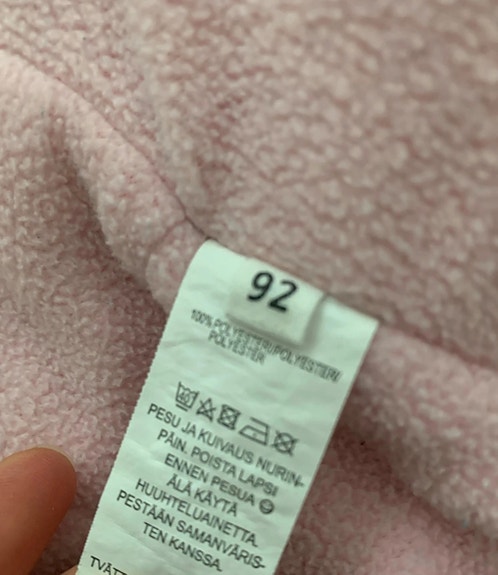 92
100% POLYESTERI/POLYESTER/
POLYESTER
40
PESU JA KUIVAUS NURIN-
PÄIN. POISTA LAPSI
ENNEN PESUA
ÄLÄ KÄYTÄ
HUUHTELUAINETTA.
PESTÄÄN SAMANVÄRIS-
TEN KANSSA.